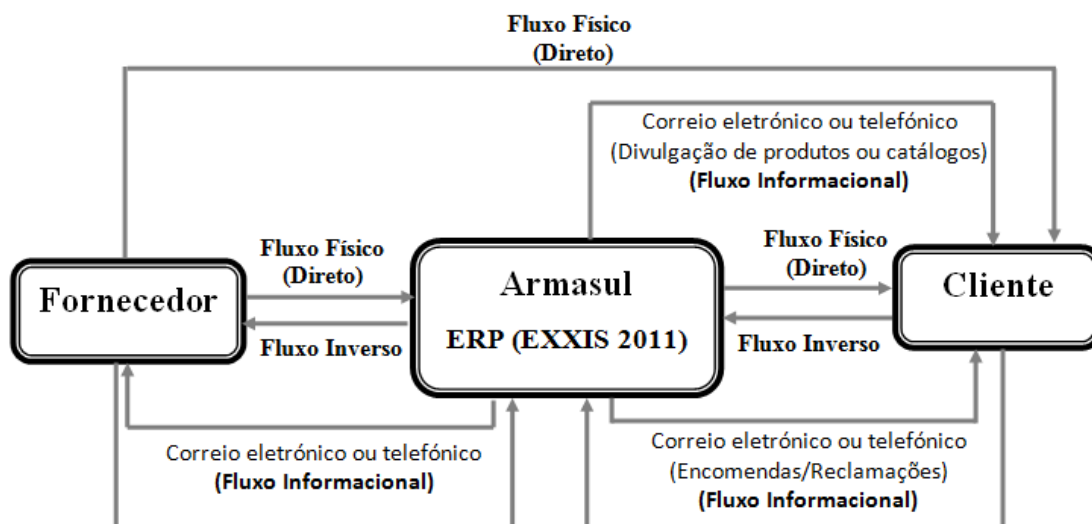 Fluxo Físico
(Direto)
Correio eletrónico ou telefónico
(Divulgação de produtos ou catálogos)
(Fluxo Informacional)
Fluxo Físico
(Direto)
Fluxo Físico
(Direto)
Fornecedor
Armasul
Cliente
ERP (EXXIS 2011)
Fluxo Inverso
Fluxo Inverso
Correio eletrónico ou telefónico
(Fluxo Informacional)
Correio eletrónico ou telefónico
(Encomendas/Reclamações)
(Fluxo Informacional)